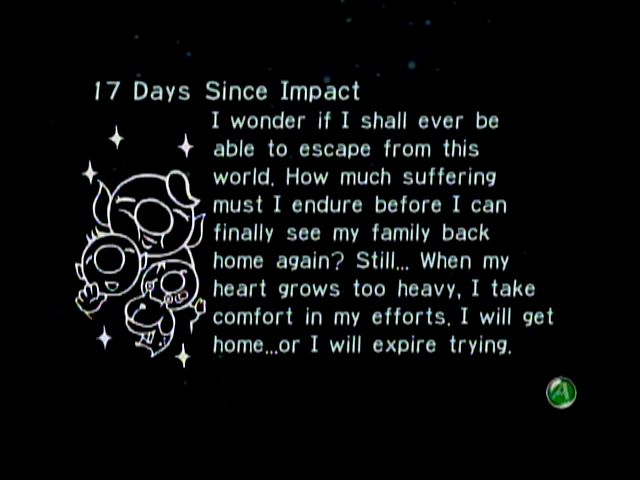 17 Days Since Impact
I wonder if I shall ever be
able to escape from this
world. How much suffering
must I endure before I can
finally see my family back
home again? Still... When my
heart grows too heavy, I take
comfort in my efforts. I will get
home...or I will expire trying.
A